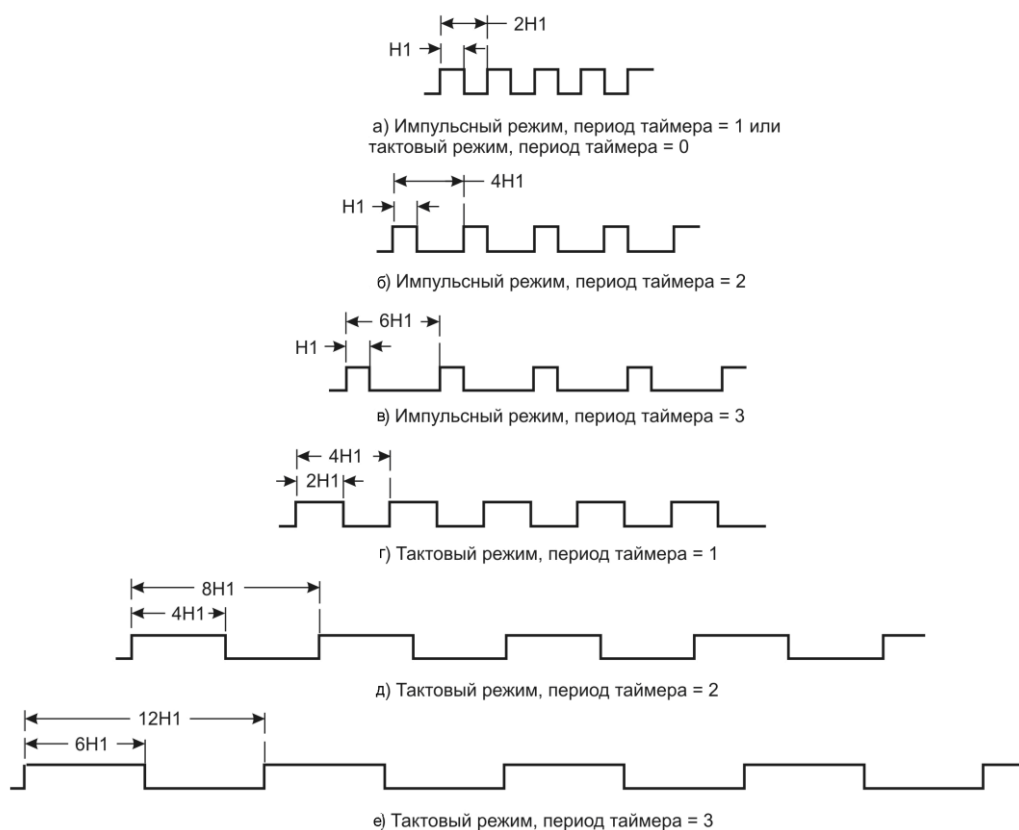 2H1
H1
а) Импульсный режим, период таймера = 1 или
тактовый режим, период таймера = 0
4H1
H1
б) Импульсный режим, период таймера = 2
6H1
H1
в) Импульсный режим, период таймера = 3
4H1
2H1
г) Тактовый режим, период таймера = 1
8H1
4H1
д) Тактовый режим, период таймера = 2
12H1
6H1
е) Тактовый режим, период таймера = 3